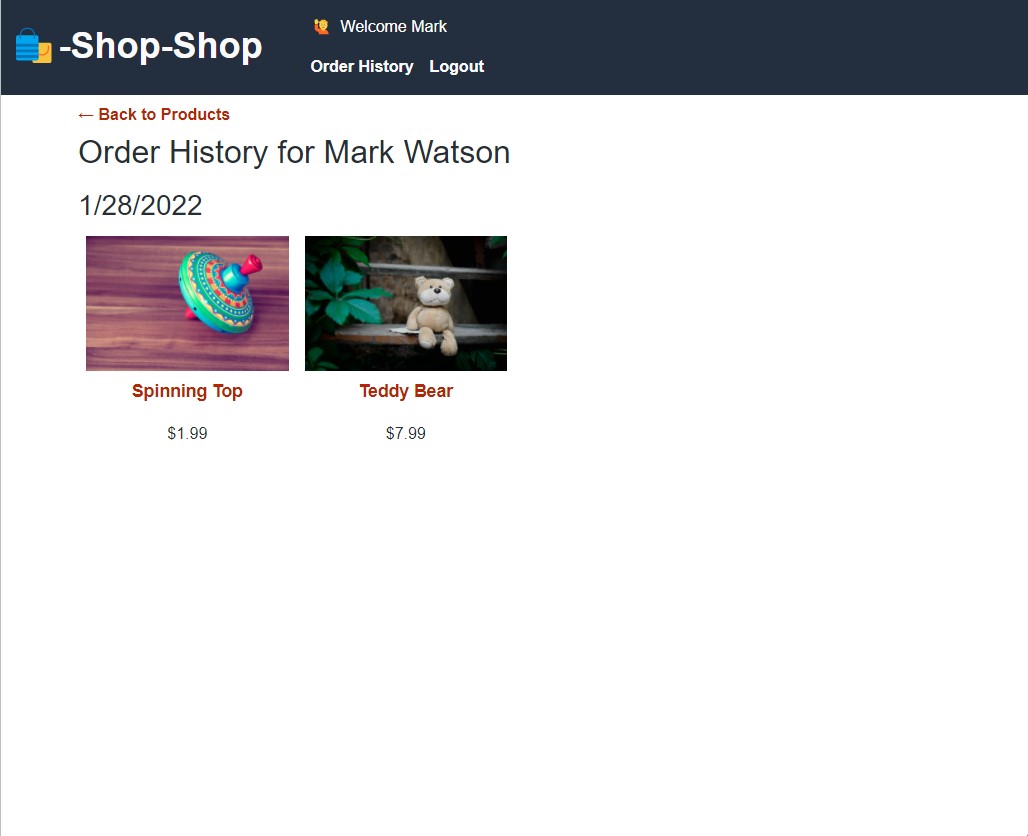 -Shop-Shop
Welcome Mark
Order History Logout
← Back to Products
Order History for Mark Watson
1/28/2022
Spinning Top Teddy Bear
$1.99 $7.99